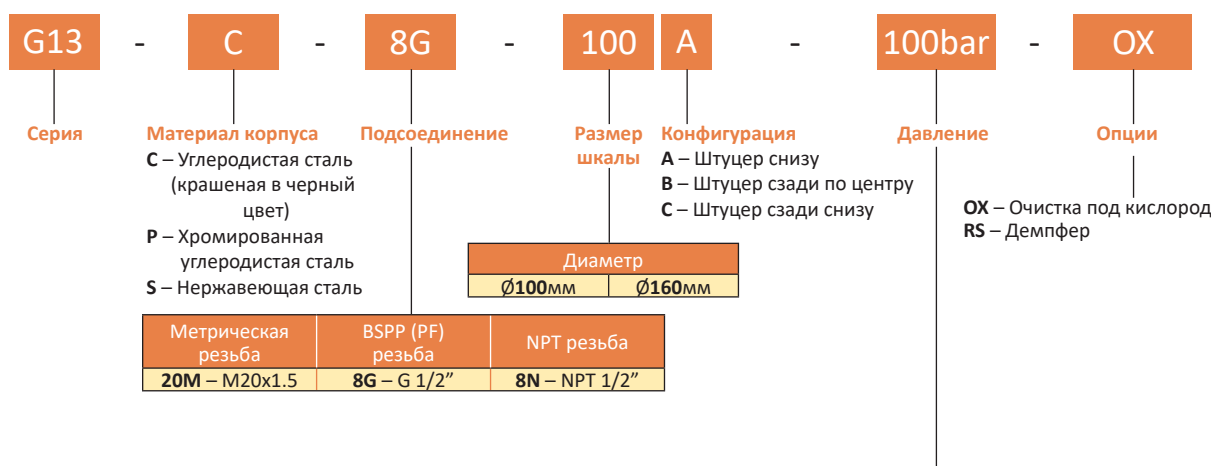 G13 - C - 8G - 100 A - 100bar - OX
Серия
Материал корпуса
C – Углеродистая сталь
(крашеная в черный
цвет)
P – Хромированная
углеродистая сталь
S – Нержавеющая сталь
Подсоединение
Размер
шкалы
Конфигурация
A – Штуцер снизу
B – Штуцер сзади по центру
C – Штуцер сзади снизу
Давление
Опции
OX – Очистка под кислород
RS – Демпфер
Диаметр
Ø100мм Ø160мм
Метрическая
резьба
BSPP (PF)
резьба
NPT резьба
20M – M20x1.5 8G – G 1/2” 8N – NPT 1/2”